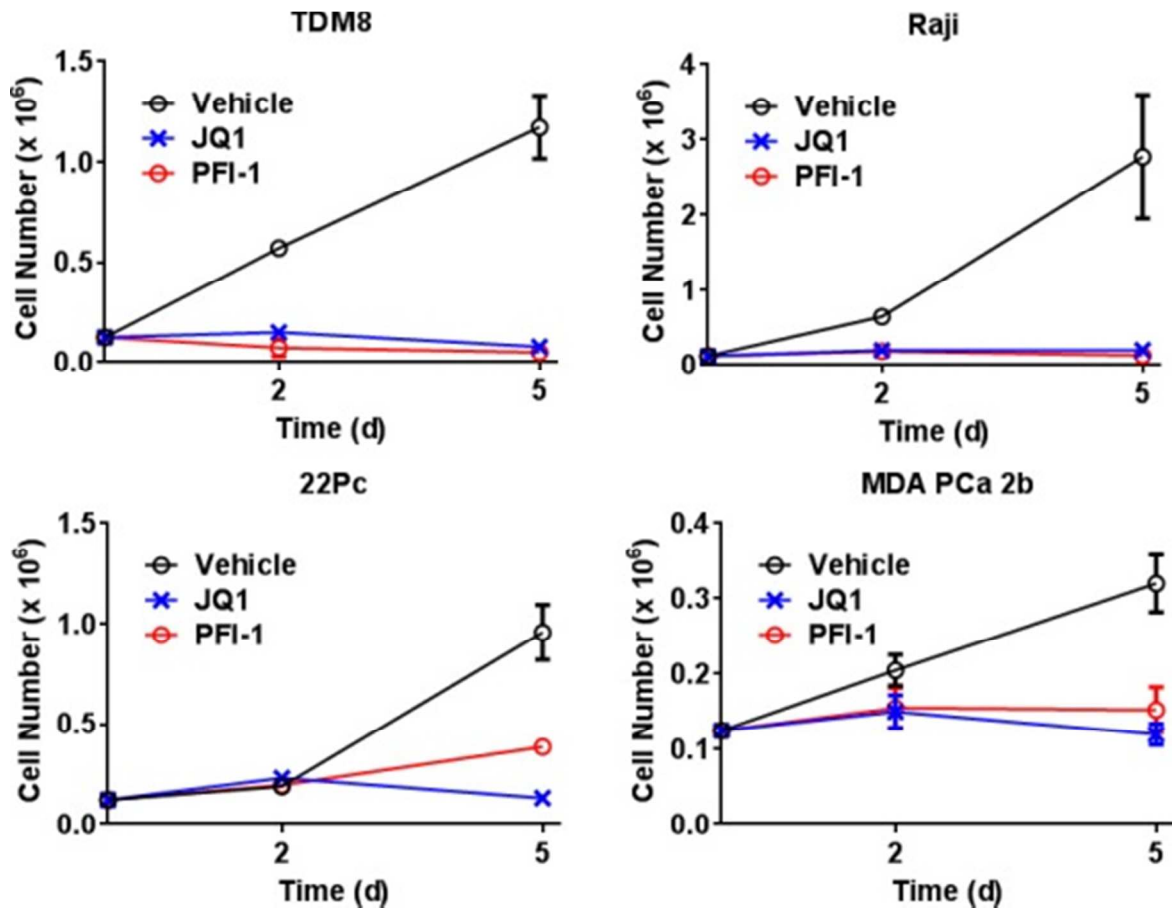 TDM8
Cell Number (x 10⁶)
1.5
1.0
0.5
0.0
Vehicle
JQ1
PFI-1
2
5
Time (d)
Raji
Cell Number (x 10⁶)
4
3
2
1
0
Vehicle
JQ1
PFI-1
2
5
Time (d)
22Pc
Cell Number (x 10⁶)
1.5
1.0
0.5
0.0
Vehicle
JQ1
PFI-1
2
5
Time (d)
MDA PCa 2b
Cell Number (x 10⁶)
0.4
0.3
0.2
0.1
0.0
Vehicle
JQ1
PFI-1
2
5
Time (d)